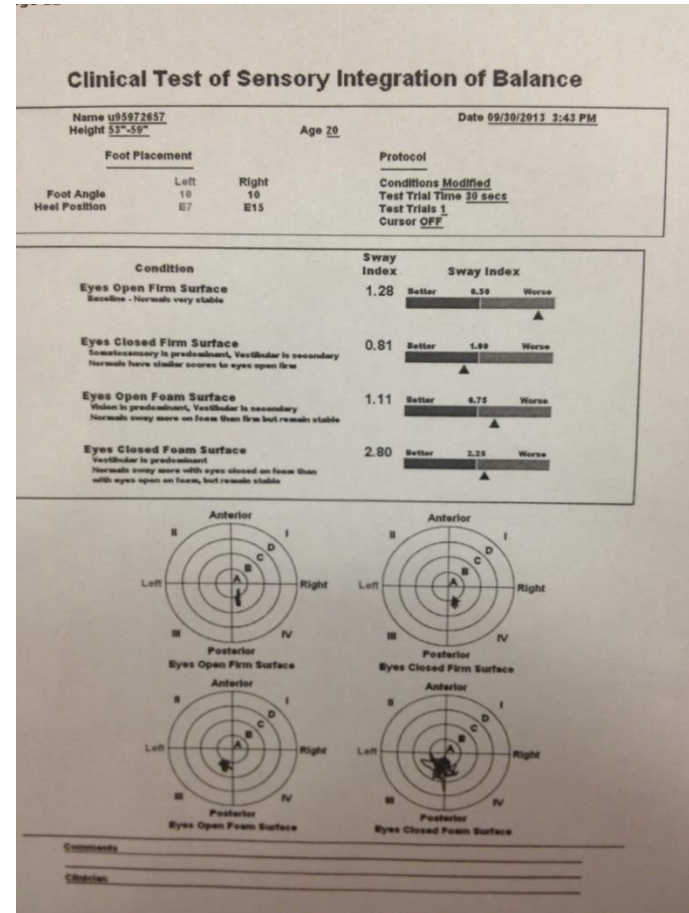 Clinical Test of Sensory Integration of Balance
Name u95972657 Date 09/30/2013 3:43 PM
Height 53"-59" Age 20
Foot Placement Protocol
Left Right Conditions Modified
Foot Angle 10 10 Test Trial Time 30 secs
Heel Position E7 E15 Test Trials 1
Cursor OFF
Condition Sway Index Sway Index
Eyes Open Firm Surface 1.28 Better 0.50 Worse
Baseline - Normals very stable
Eyes Closed Firm Surface 0.81 Better 1.00 Worse
Somatosensory is predominant, Vestibular is secondary
Normals have similar scores to eyes open firm
Eyes Open Foam Surface 1.11 Better 0.75 Worse
Vision is predominant, Vestibular is secondary
Normals sway more on foam than firm but remain stable
Eyes Closed Foam Surface 2.80 Better 2.25 Worse
Vestibular is predominant
Normals sway more with eyes closed on foam than
with eyes open on foam, but remain stable
Anterior Anterior
II I II I
D D
C C
B B
A A
Left Right Left Right
III IV III IV
Posterior Posterior
Eyes Open Firm Surface Eyes Closed Firm Surface
Anterior Anterior
II I II I
D D
C C
B B
A A
Left Right Left Right
III IV III IV
Posterior Posterior
Eyes Open Foam Surface Eyes Closed Foam Surface
Comments
Clinician